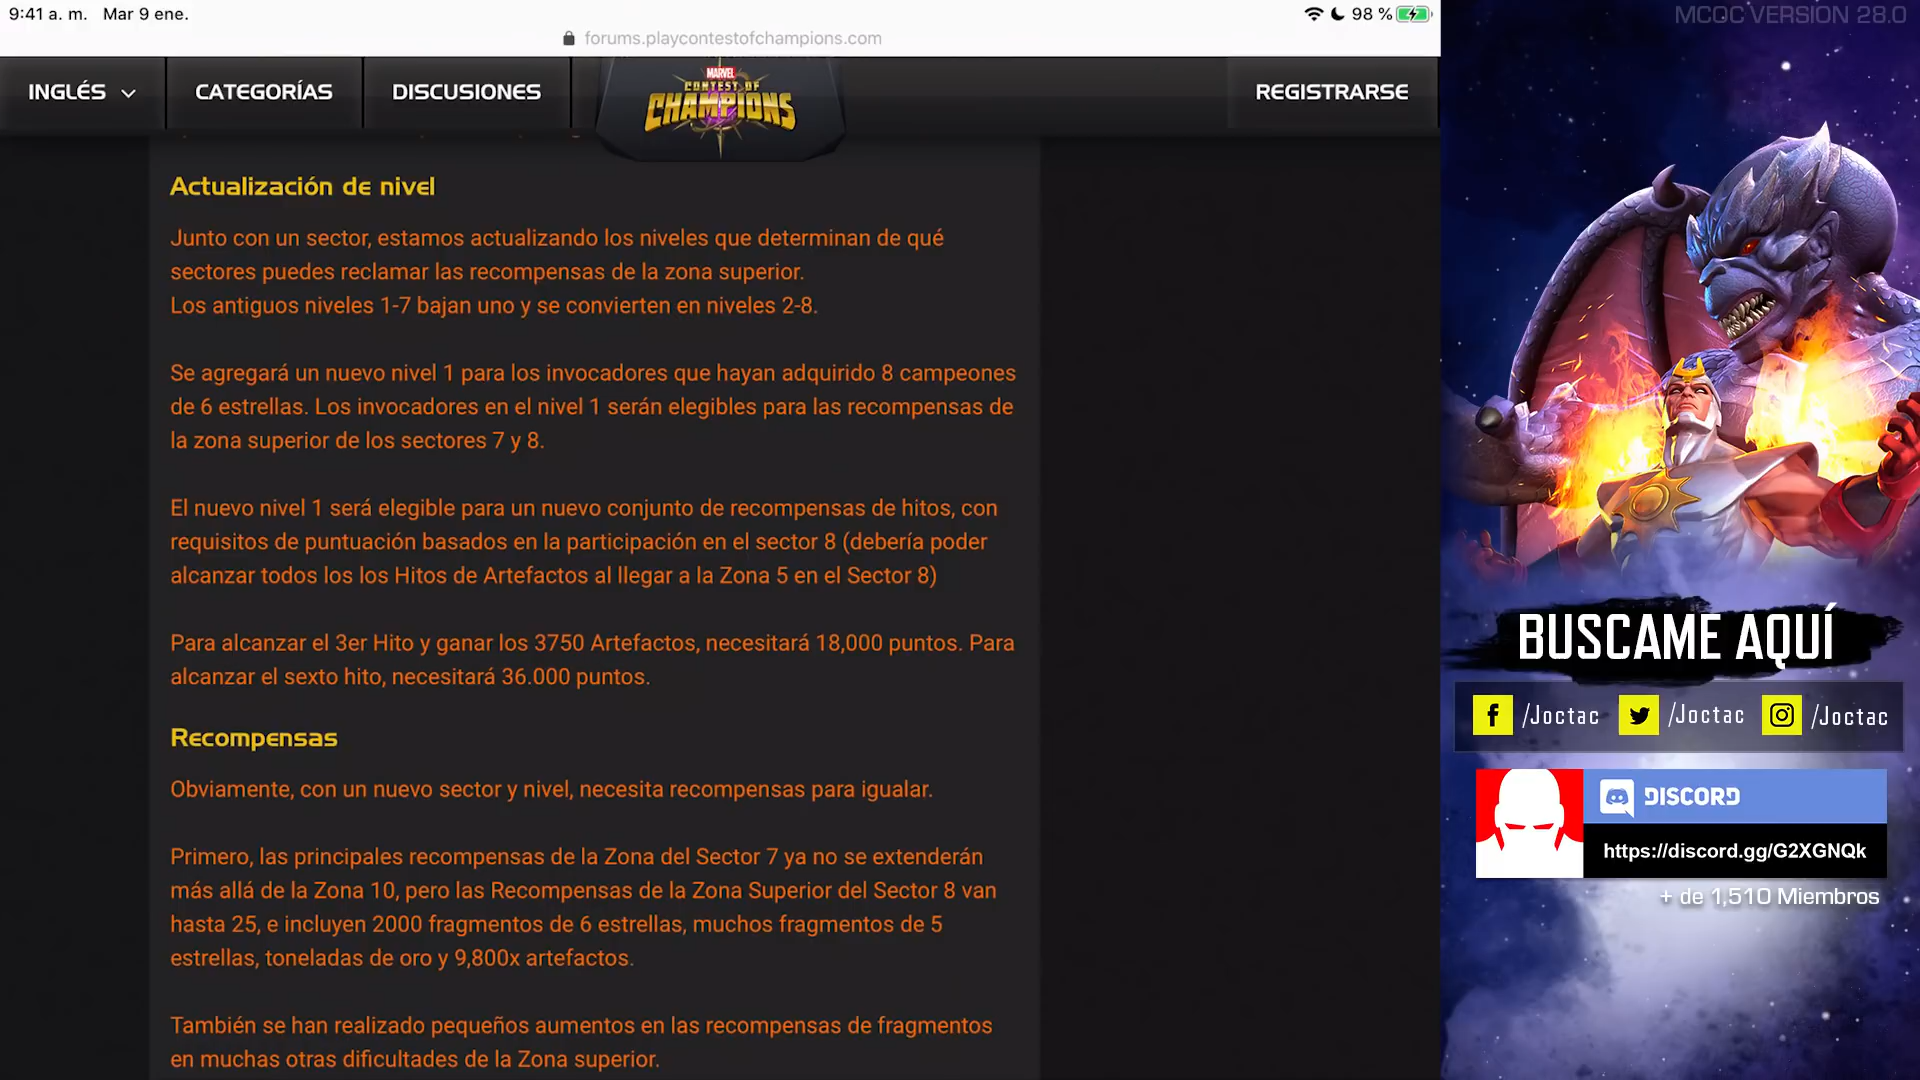 9:41 a. m. Mar 9 ene.
98 %
forums.playcontestofchampions.com
INGLÉS
CATEGORÍAS
DISCUSIONES
MARVEL
CONTEST OF
CHAMPIONS
REGISTRARSE
Actualización de nivel
Junto con un sector, estamos actualizando los niveles que determinan de qué
sectores puedes reclamar las recompensas de la zona superior.
Los antiguos niveles 1-7 bajan uno y se convierten en niveles 2-8.
Se agregará un nuevo nivel 1 para los invocadores que hayan adquirido 8 campeones
de 6 estrellas. Los invocadores en el nivel 1 serán elegibles para las recompensas de
la zona superior de los sectores 7 y 8.
El nuevo nivel 1 será elegible para un nuevo conjunto de recompensas de hitos, con
requisitos de puntuación basados en la participación en el sector 8 (debería poder
alcanzar todos los los Hitos de Artefactos al llegar a la Zona 5 en el Sector 8)
Para alcanzar el 3er Hito y ganar los 3750 Artefactos, necesitará 18,000 puntos. Para
alcanzar el sexto hito, necesitará 36.000 puntos.
Recompensas
Obviamente, con un nuevo sector y nivel, necesita recompensas para igualar.
Primero, las principales recompensas de la Zona del Sector 7 ya no se extenderán
más allá de la Zona 10, pero las Recompensas de la Zona Superior del Sector 8 van
hasta 25, e incluyen 2000 fragmentos de 6 estrellas, muchos fragmentos de 5
estrellas, toneladas de oro y 9,800x artefactos.
También se han realizado pequeños aumentos en las recompensas de fragmentos
en muchas otras dificultades de la Zona superior.
MCOC VERSION 28.0
BUSCAME AQUÍ
/Joctac /Joctac /Joctac
DISCORD
https://discord.gg/G2XGNQk
+ de 1,510 Miembros